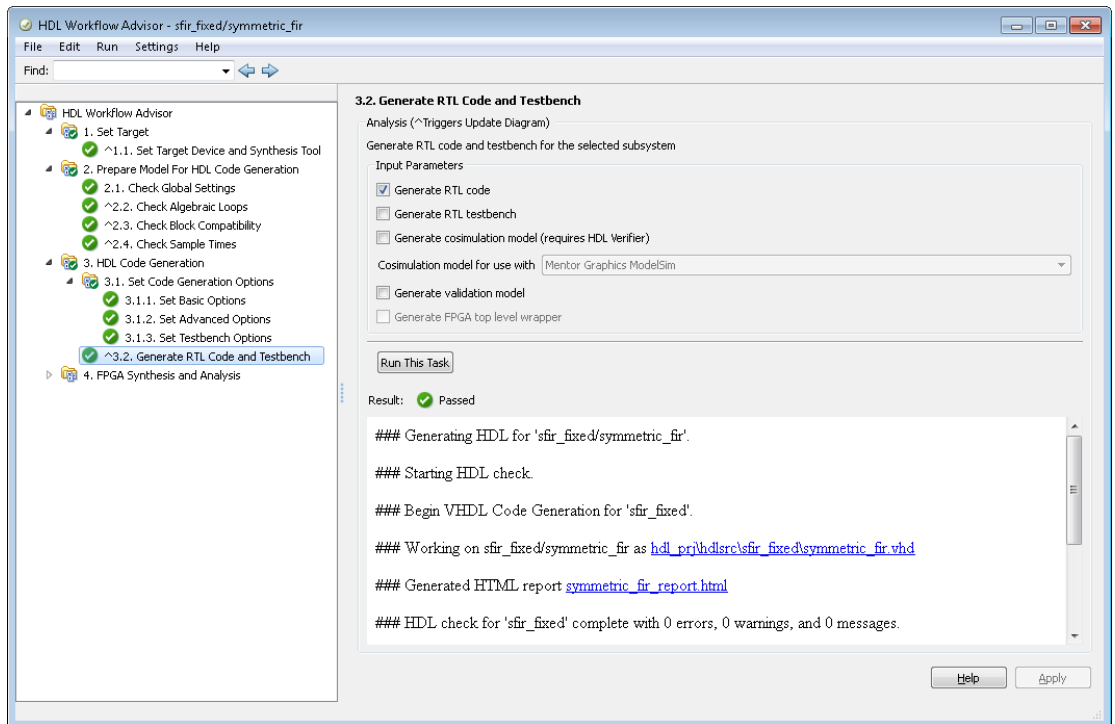 HDL Workflow Advisor - sfir_fixed/symmetric_fir
File Edit Run Settings Help
Find:
HDL Workflow Advisor
1. Set Target
^1.1. Set Target Device and Synthesis Tool
2. Prepare Model For HDL Code Generation
2.1. Check Global Settings
^2.2. Check Algebraic Loops
^2.3. Check Block Compatibility
^2.4. Check Sample Times
3. HDL Code Generation
3.1. Set Code Generation Options
3.1.1. Set Basic Options
3.1.2. Set Advanced Options
3.1.3. Set Testbench Options
^3.2. Generate RTL Code and Testbench
4. FPGA Synthesis and Analysis
3.2. Generate RTL Code and Testbench
Analysis (^Triggers Update Diagram)
Generate RTL code and testbench for the selected subsystem
Input Parameters
Generate RTL code
Generate RTL testbench
Generate cosimulation model (requires HDL Verifier)
Cosimulation model for use with Mentor Graphics ModelSim
Generate validation model
Generate FPGA top level wrapper
Run This Task
Result: Passed
### Generating HDL for 'sfir_fixed/symmetric_fir'.
### Starting HDL check.
### Begin VHDL Code Generation for 'sfir_fixed'.
### Working on sfir_fixed/symmetric_fir as hdl_prj\hdlsrc\sfir_fixed\symmetric_fir.vhd
### Generated HTML report symmetric_fir_report.html
### HDL check for 'sfir_fixed' complete with 0 errors, 0 warnings, and 0 messages.
Help Apply